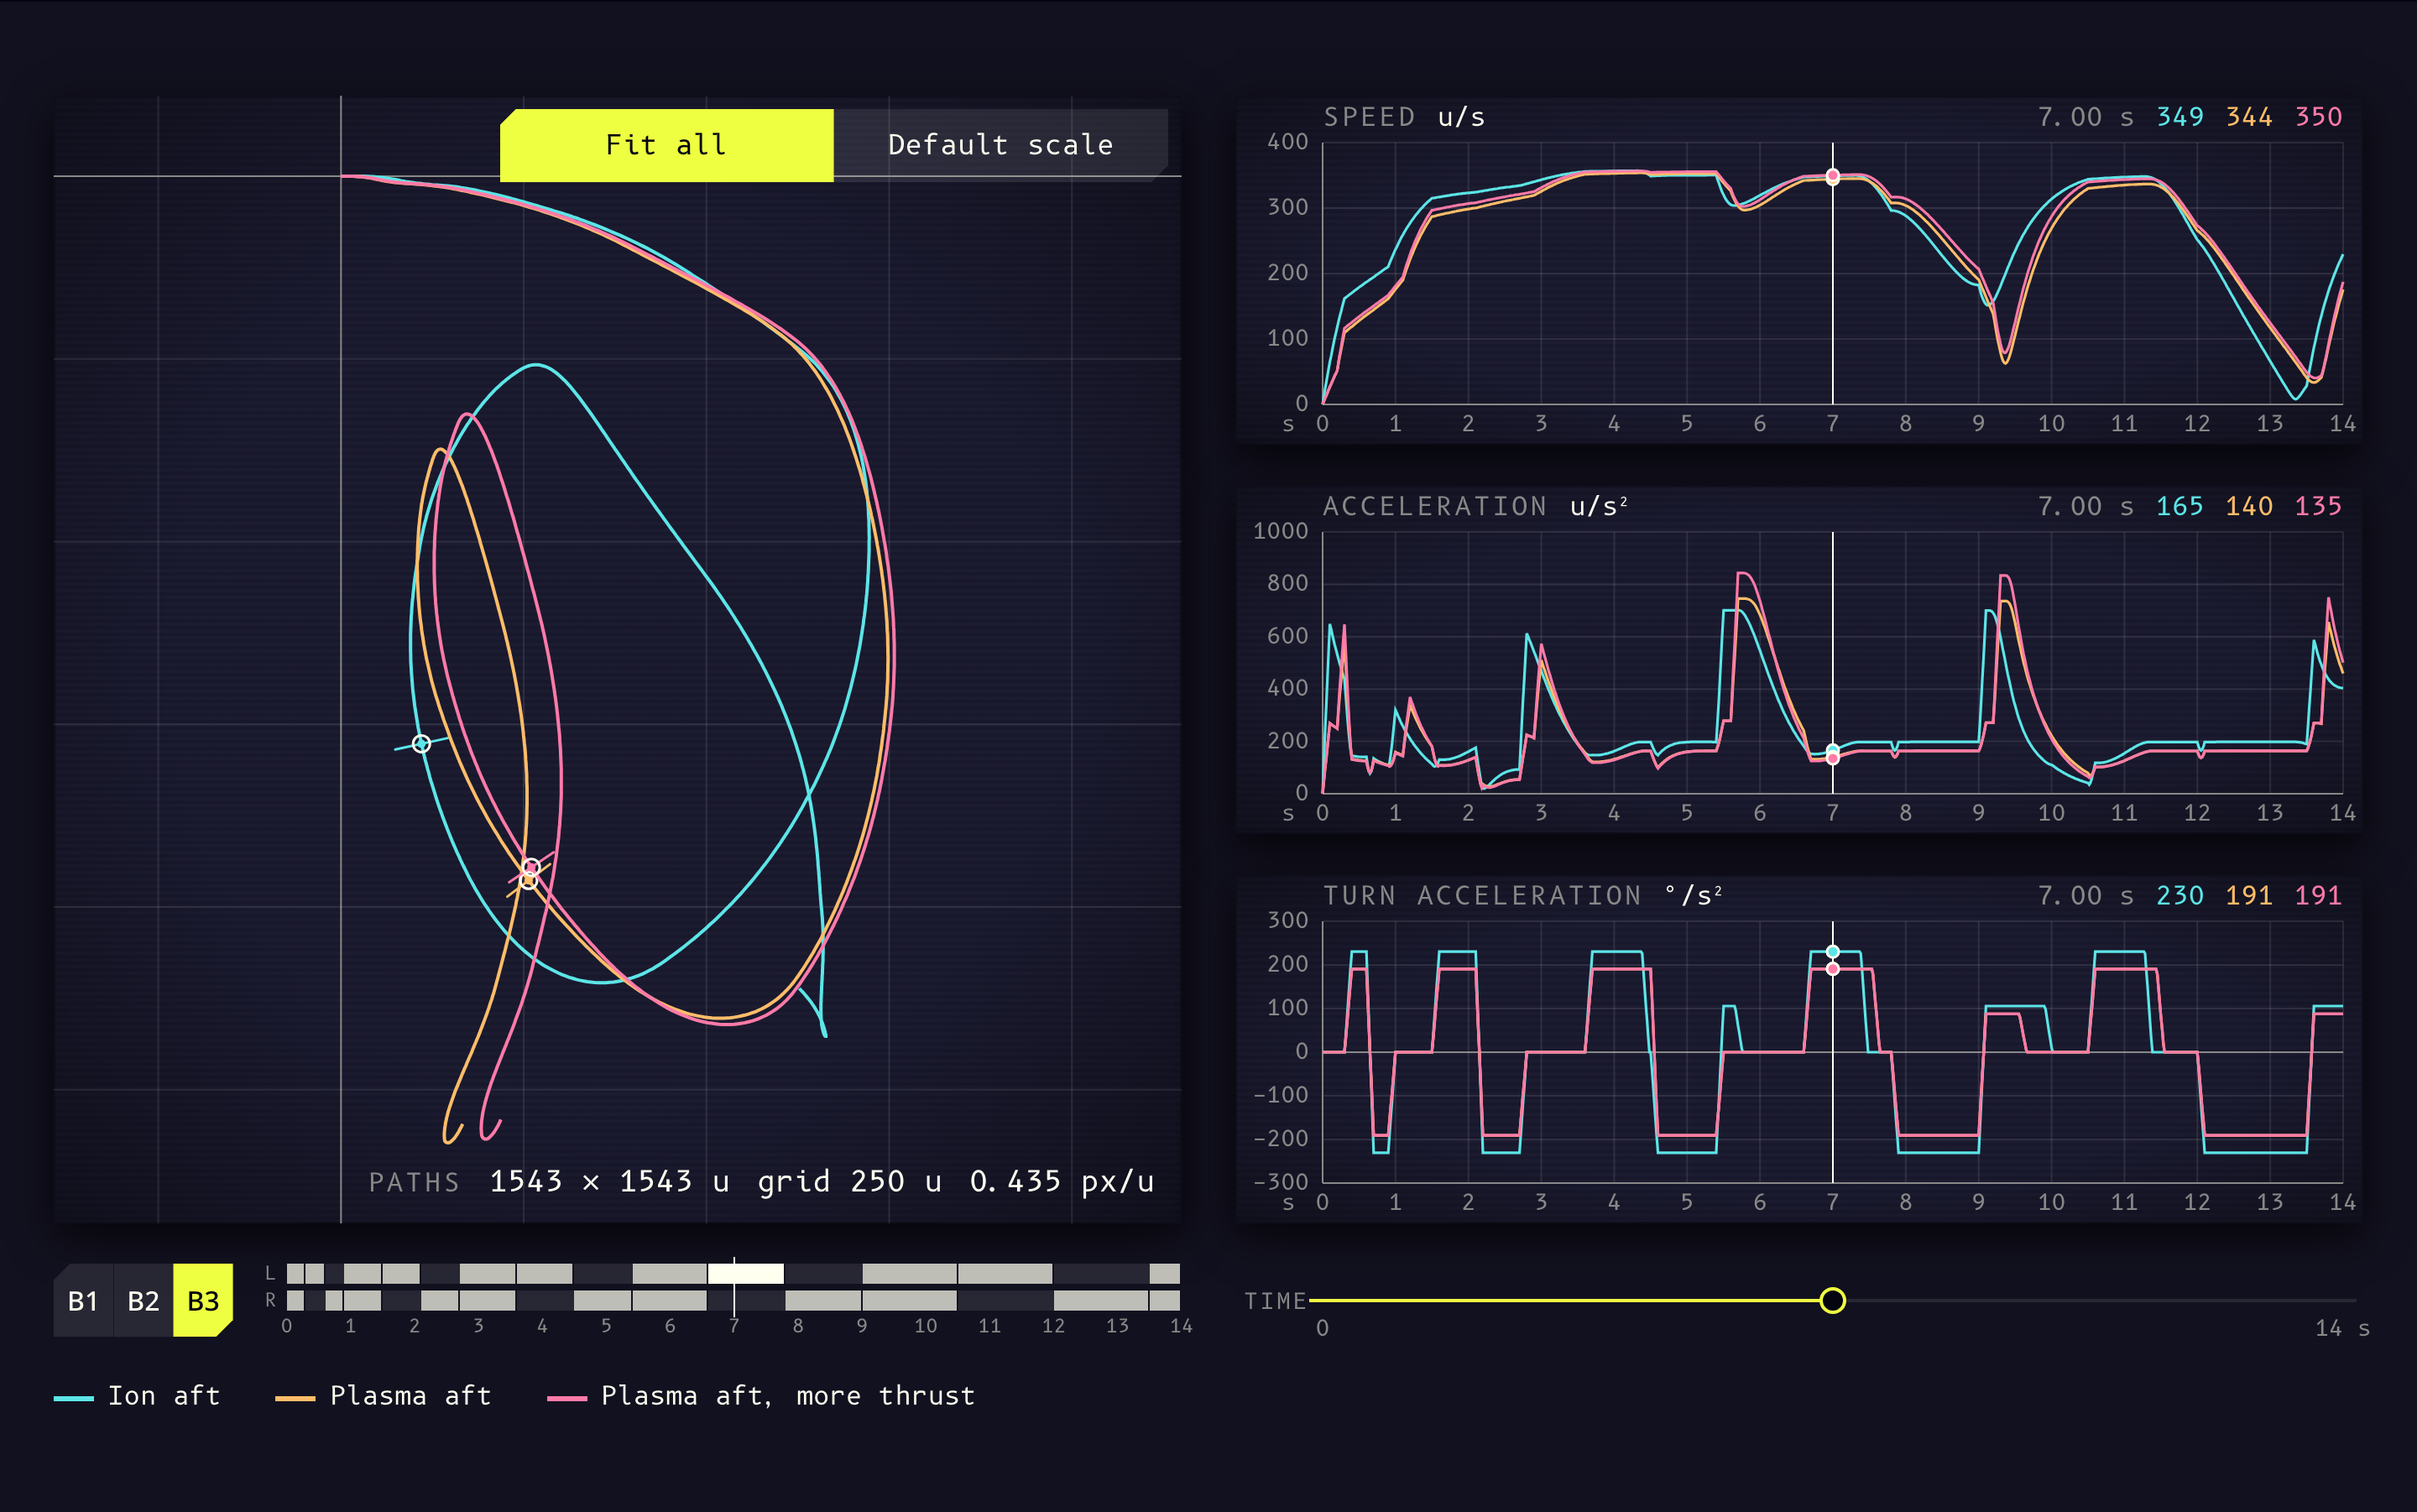 Fit all
Default scale
PATHS 1543 × 1543 u grid 250 u 0.435 px/u
SPEED u/s
7.00 s 349 344 350
400
300
200
100
0
s 0 1 2 3 4 5 6 7 8 9 10 11 12 13 14
ACCELERATION u/s²
7.00 s 165 140 135
1000
800
600
400
200
0
s 0 1 2 3 4 5 6 7 8 9 10 11 12 13 14
TURN ACCELERATION °/s²
7.00 s 230 191 191
300
200
100
0
−100
−200
−300
s 0 1 2 3 4 5 6 7 8 9 10 11 12 13 14
B1 B2 B3
L
R
0 1 2 3 4 5 6 7 8 9 10 11 12 13 14
TIME
0
14 s
Ion aft
Plasma aft
Plasma aft, more thrust